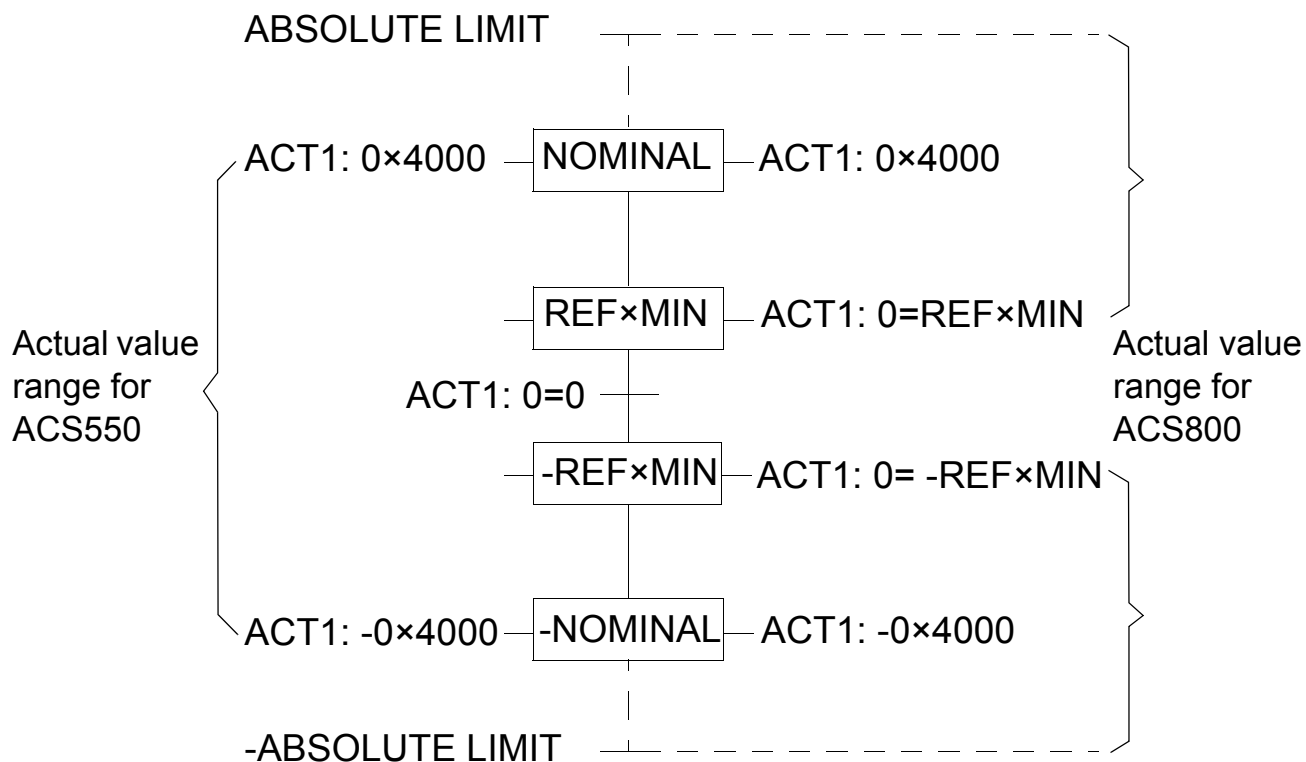 ABSOLUTE LIMIT
ACT1: 0×4000
NOMINAL
ACT1: 0×4000
REF×MIN
ACT1: 0=REF×MIN
Actual value
range for
ACS550
Actual value
range for
ACS800
ACT1: 0=0
-REF×MIN
ACT1: 0= -REF×MIN
ACT1: -0×4000
-NOMINAL
ACT1: -0×4000
-ABSOLUTE LIMIT